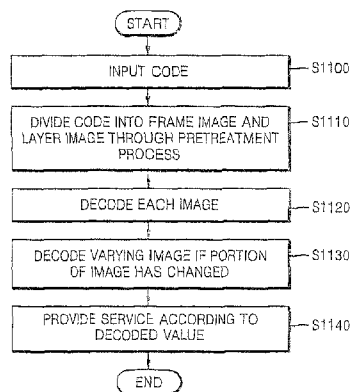 START
INPUT CODE
S1100
DIVIDE CODE INTO FRAME IMAGE AND
LAYER IMAGE THROUGH PRETREATMENT
PROCESS
S1110
DECODE EACH IMAGE
S1120
DECODE VARYING IMAGE IF PORTION
OF IMAGE HAS CHANGED
S1130
PROVIDE SERVICE ACCORDING TO
DECODED VALUE
S1140
END